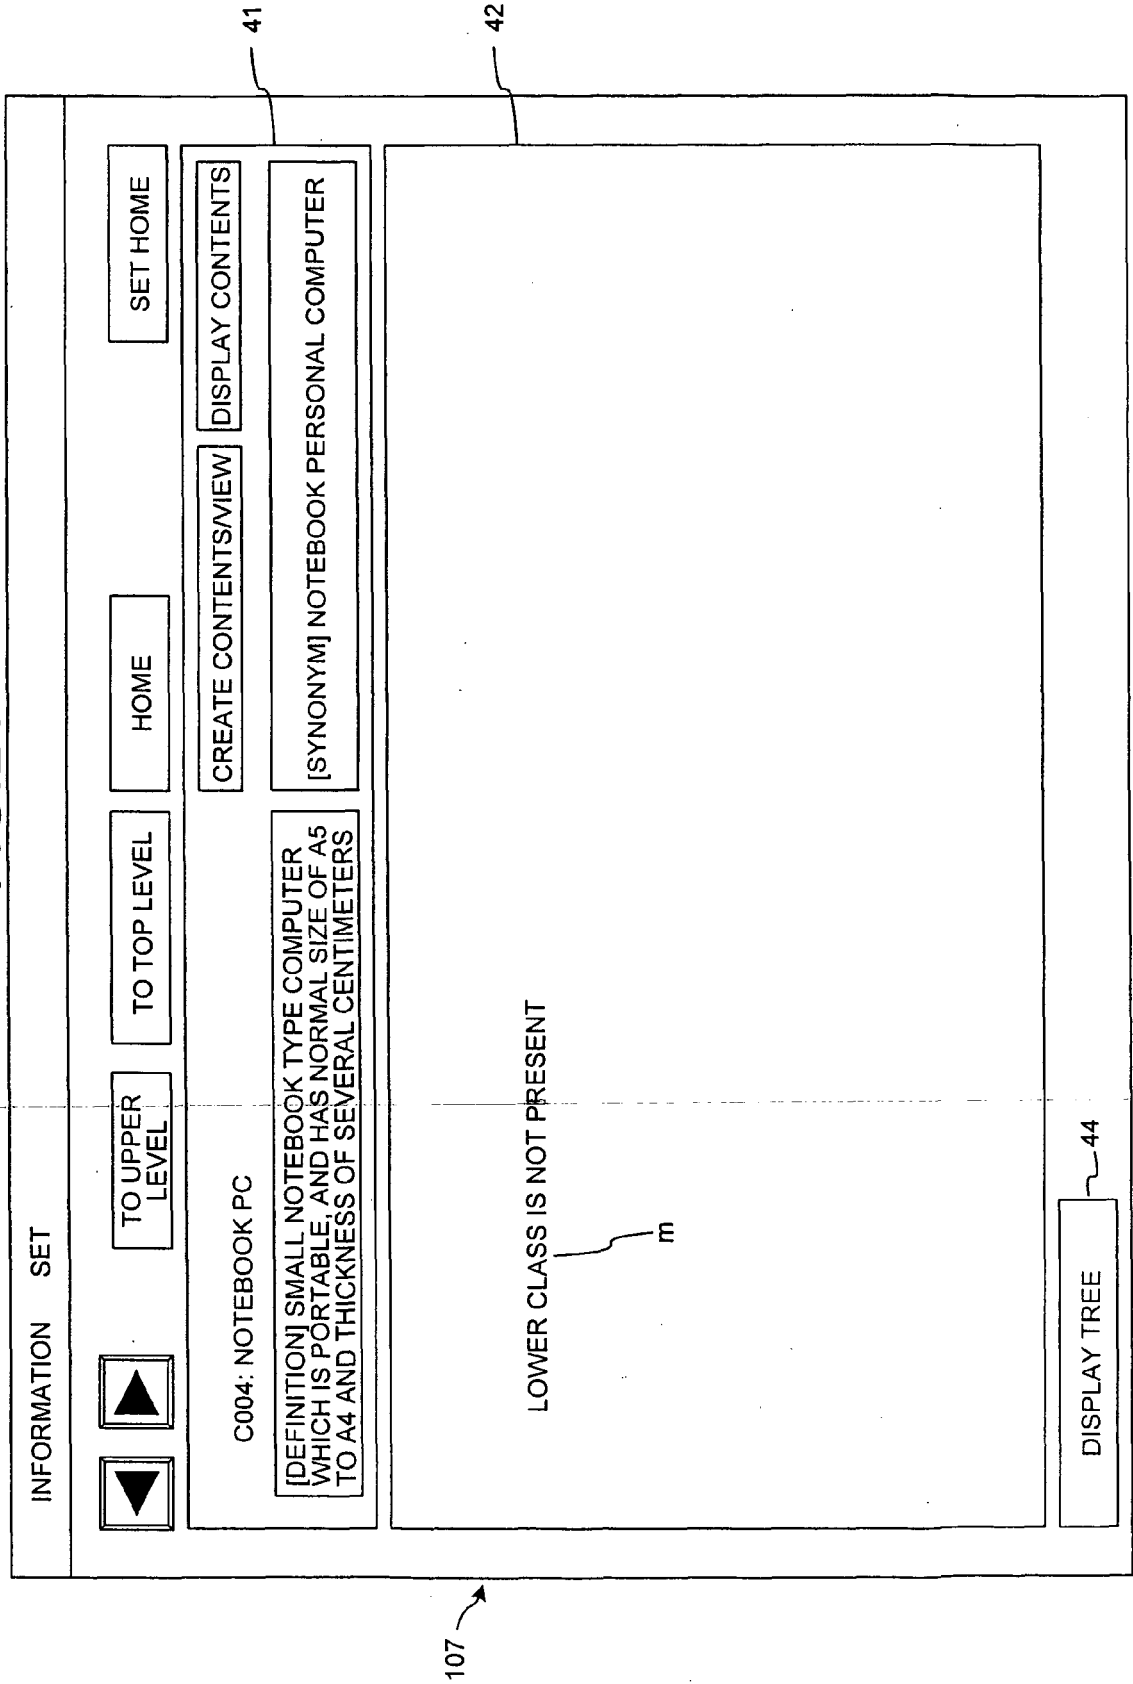 INFORMATION SET
TO UPPER
LEVEL
TO TOP LEVEL
HOME
SET HOME
C004: NOTEBOOK PC
CREATE CONTENTS/VIEW
DISPLAY CONTENTS
[DEFINITION] SMALL NOTEBOOK TYPE COMPUTER
WHICH IS PORTABLE, AND HAS NORMAL SIZE OF A5
TO A4 AND THICKNESS OF SEVERAL CENTIMETERS
[SYNONYM] NOTEBOOK PERSONAL COMPUTER
41
42
LOWER CLASS IS NOT PRESENT
m
DISPLAY TREE
44
107